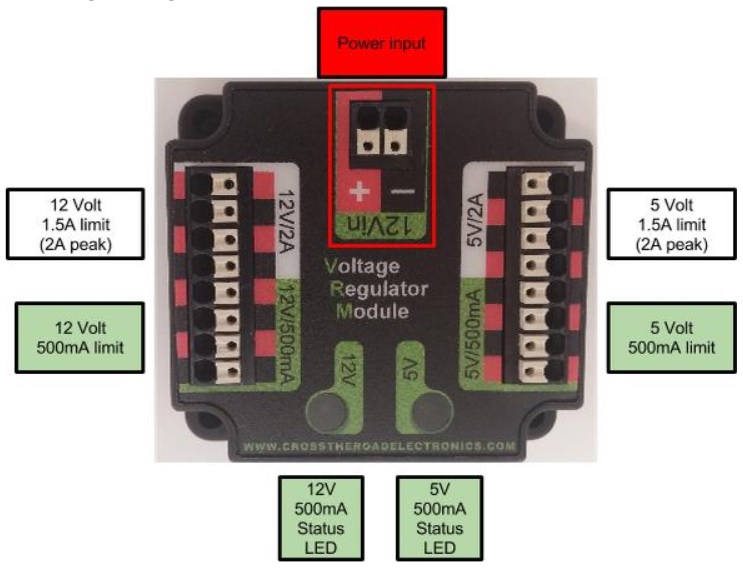 Power input
+ −
12Vin
12 Volt
1.5A limit
(2A peak)
12V/2A
5V/2A
5 Volt
1.5A limit
(2A peak)
Voltage
Regulator
Module
12 Volt
500mA limit
12V/500mA
5V/500mA
5 Volt
500mA limit
12V
5V
WWW.CROSSTHEROADELECTRONICS.COM
12V
500mA
Status
LED
5V
500mA
Status
LED